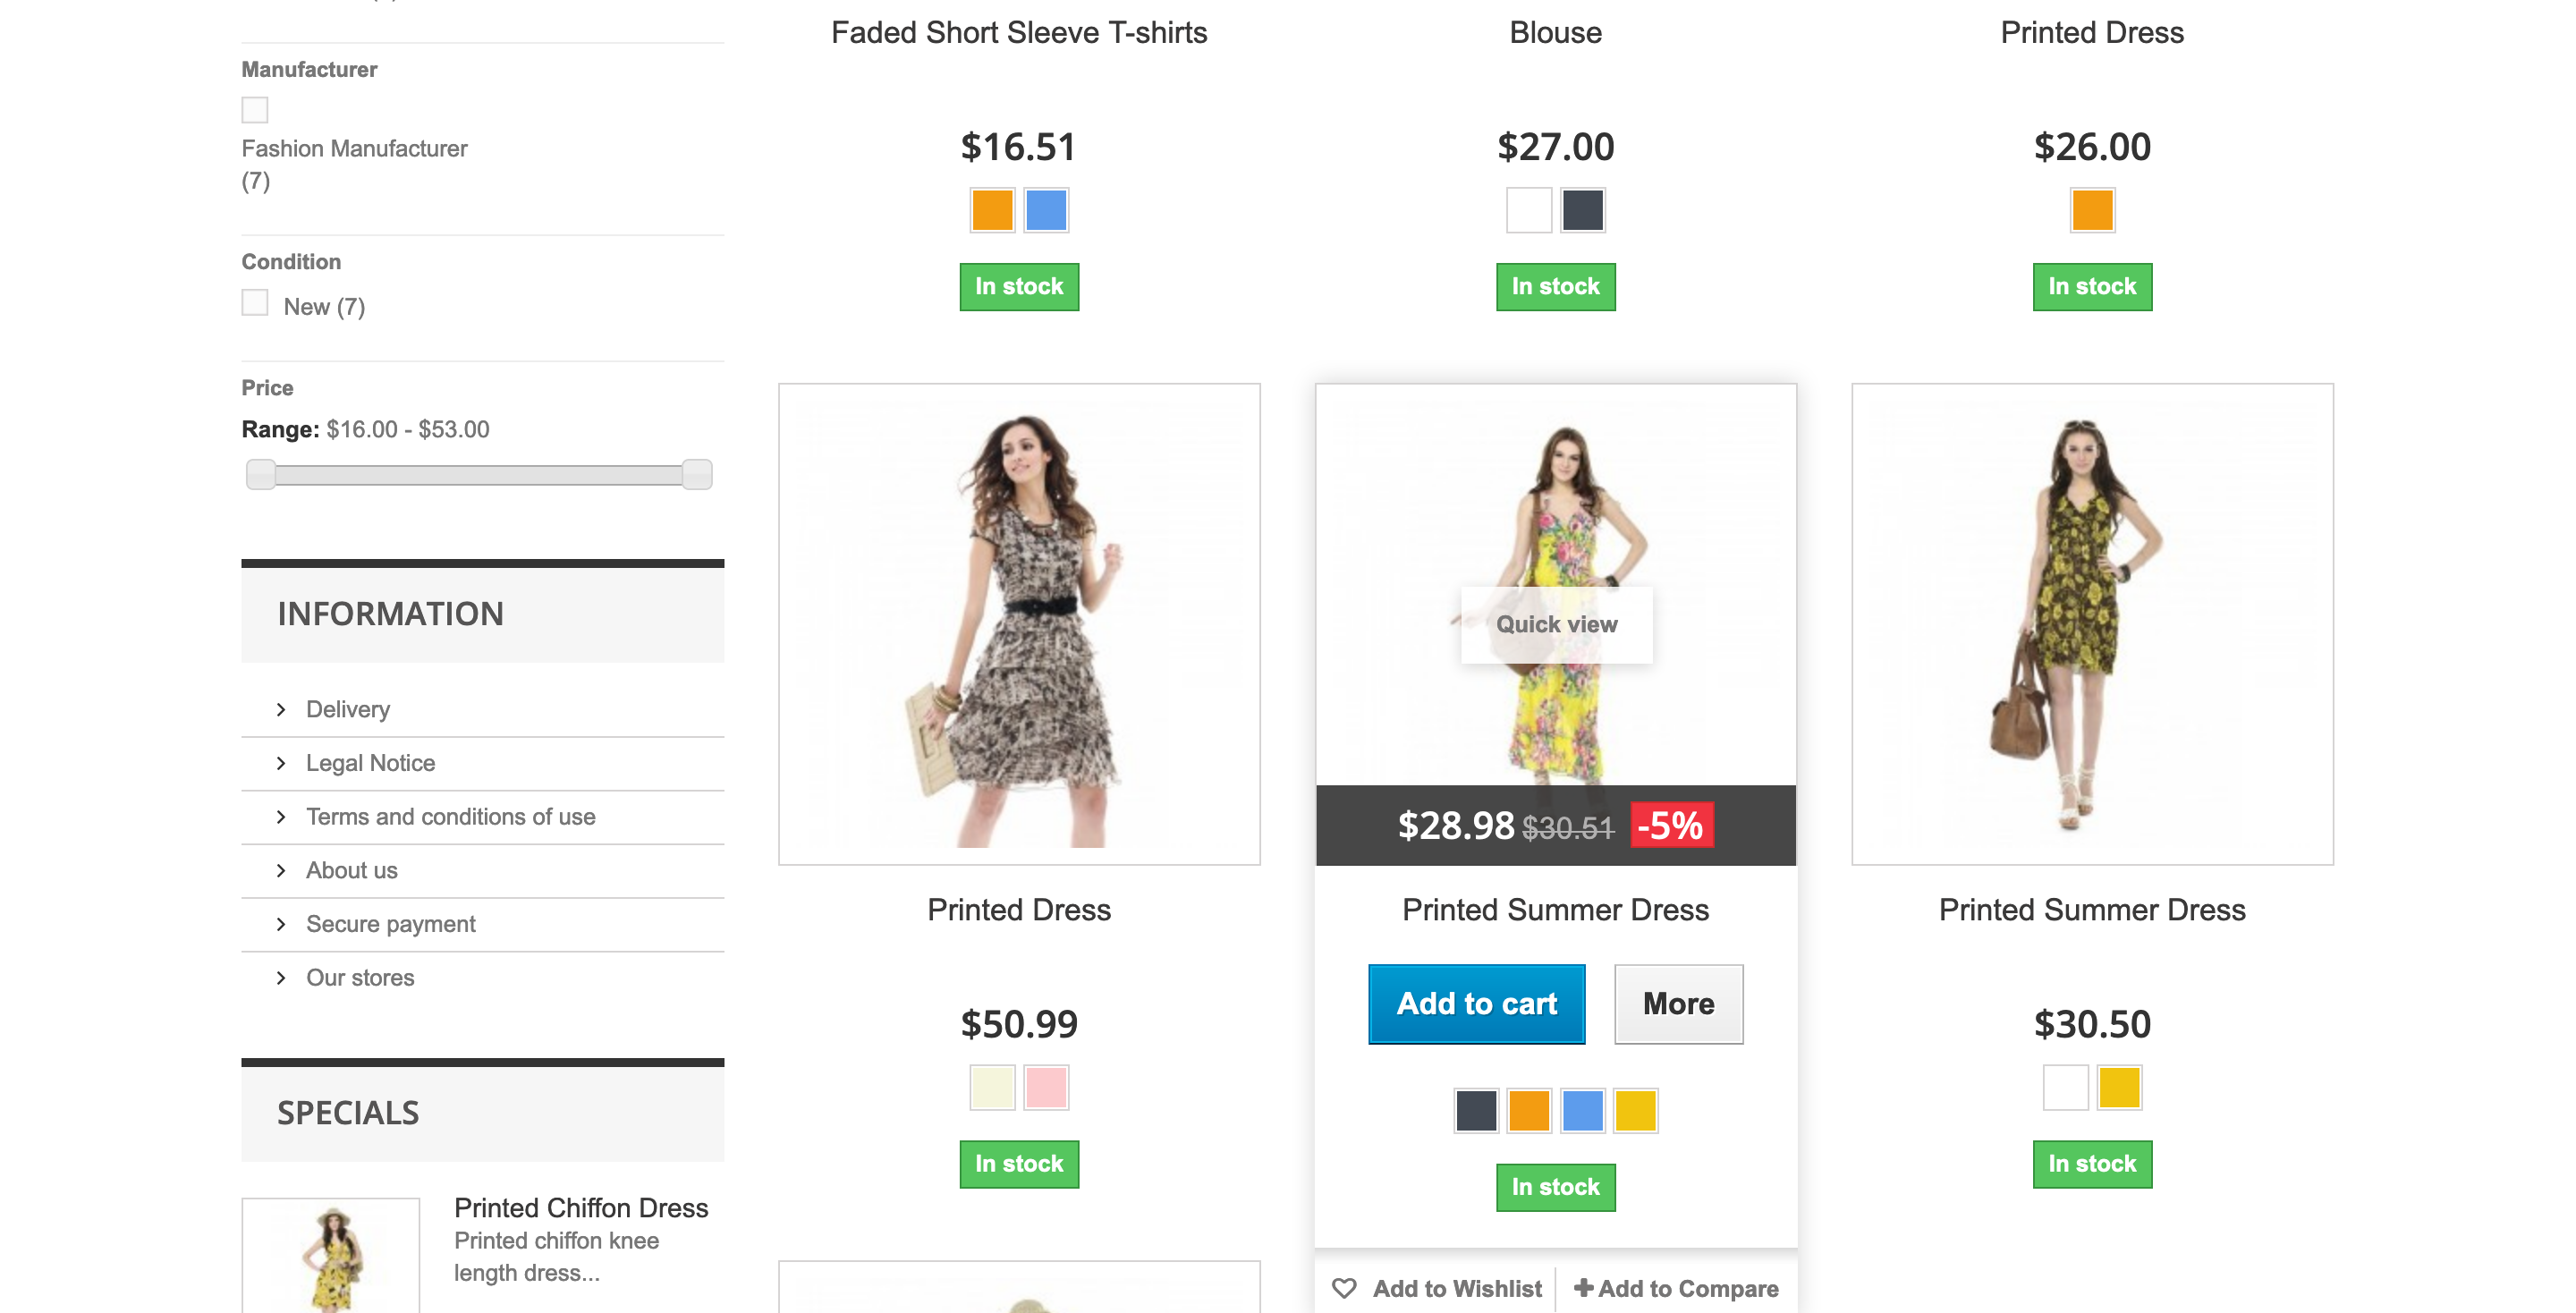 Manufacturer
Fashion Manufacturer
(7)
Condition
New (7)
Price
Range: $16.00 - $53.00
INFORMATION
Delivery
Legal Notice
Terms and conditions of use
About us
Secure payment
Our stores
SPECIALS
Printed Chiffon Dress
Printed chiffon knee
length dress...
Faded Short Sleeve T-shirts
$16.51
In stock
Blouse
$27.00
In stock
Printed Dress
$26.00
In stock
Printed Dress
$50.99
In stock
Quick view
$28.98 $30.51 -5%
Printed Summer Dress
Add to cart
More
In stock
Add to Wishlist
Add to Compare
Printed Summer Dress
$30.50
In stock